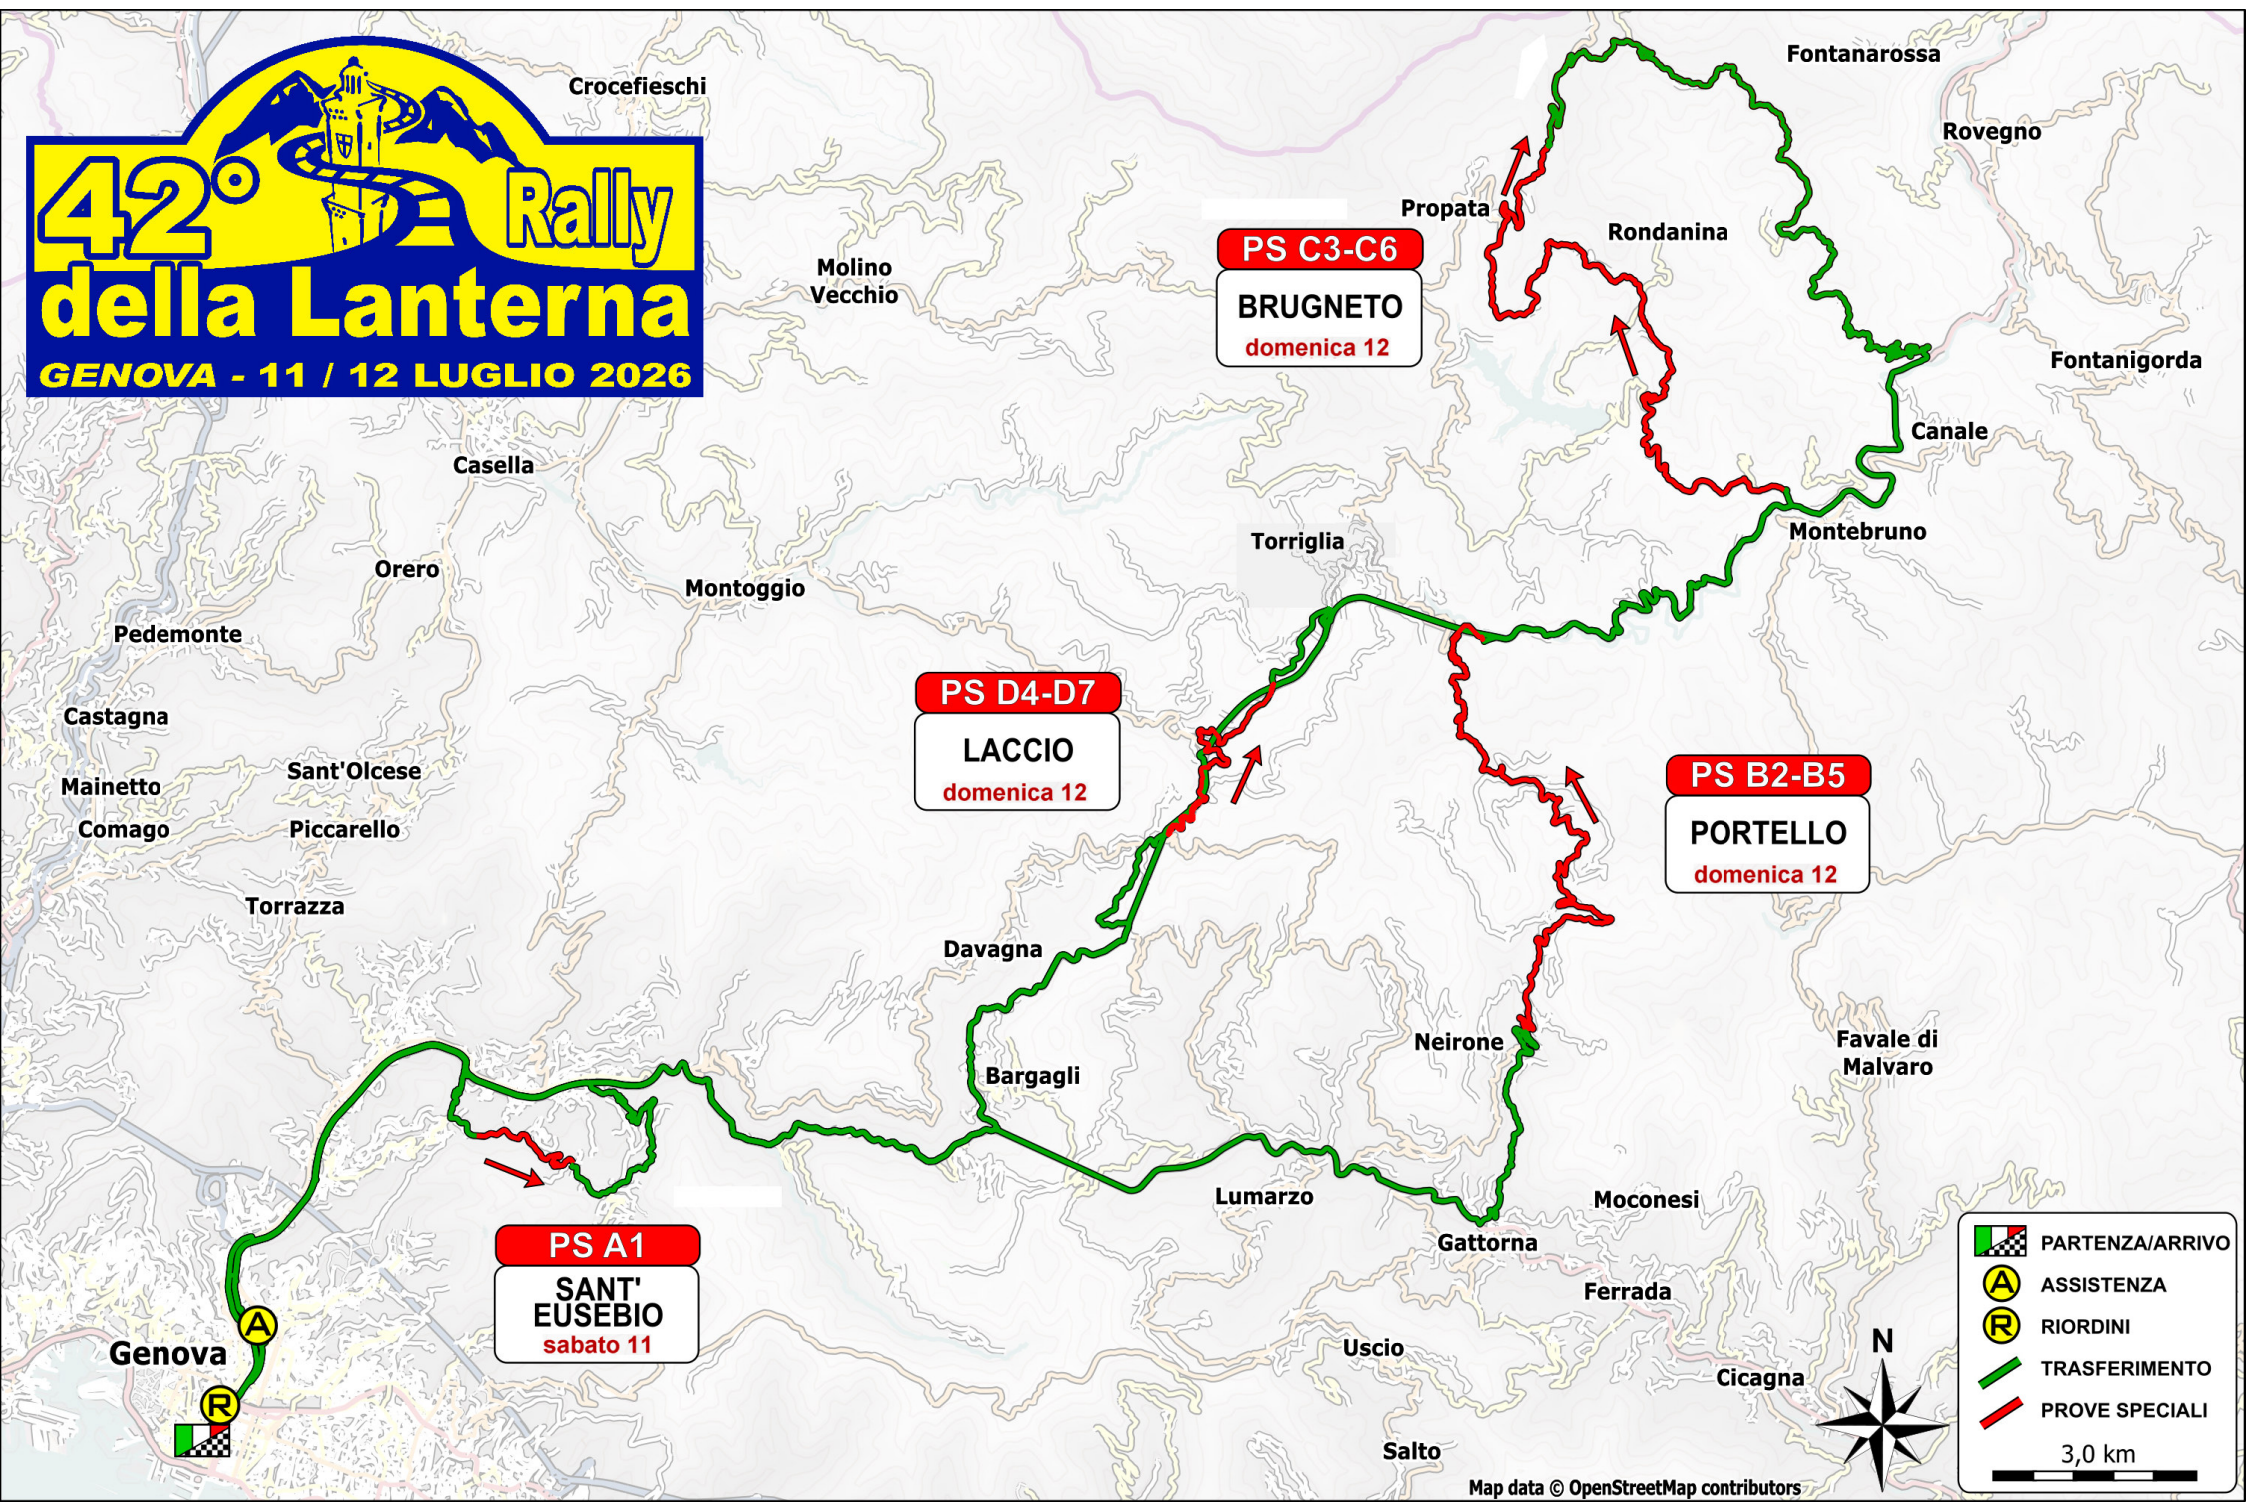 42° Rally
della Lanterna
GENOVA - 11 / 12 LUGLIO 2026
Crocefieschi
Fontanarossa
Rovegno
Propata
Rondanina
PS C3-C6
BRUGNETO
domenica 12
Molino
Vecchio
Fontanigorda
Canale
Casella
Montebruno
Torriglia
Orero
Montoggio
Pedemonte
PS D4-D7
LACCIO
domenica 12
Castagna
Sant'Olcese
Mainetto
PS B2-B5
PORTELLO
domenica 12
Comago
Piccarello
Torrazza
Davagna
Neirone
Favale di
Malvaro
Bargagli
Lumarzo
Moconesi
Gattorna
PS A1
SANT'
EUSEBIO
sabato 11
Ferrada
Genova
A
R
Uscio
Cicagna
Salto
N
PARTENZA/ARRIVO
A ASSISTENZA
R RIORDINI
TRASFERIMENTO
PROVE SPECIALI
3,0 km
Map data © OpenStreetMap contributors